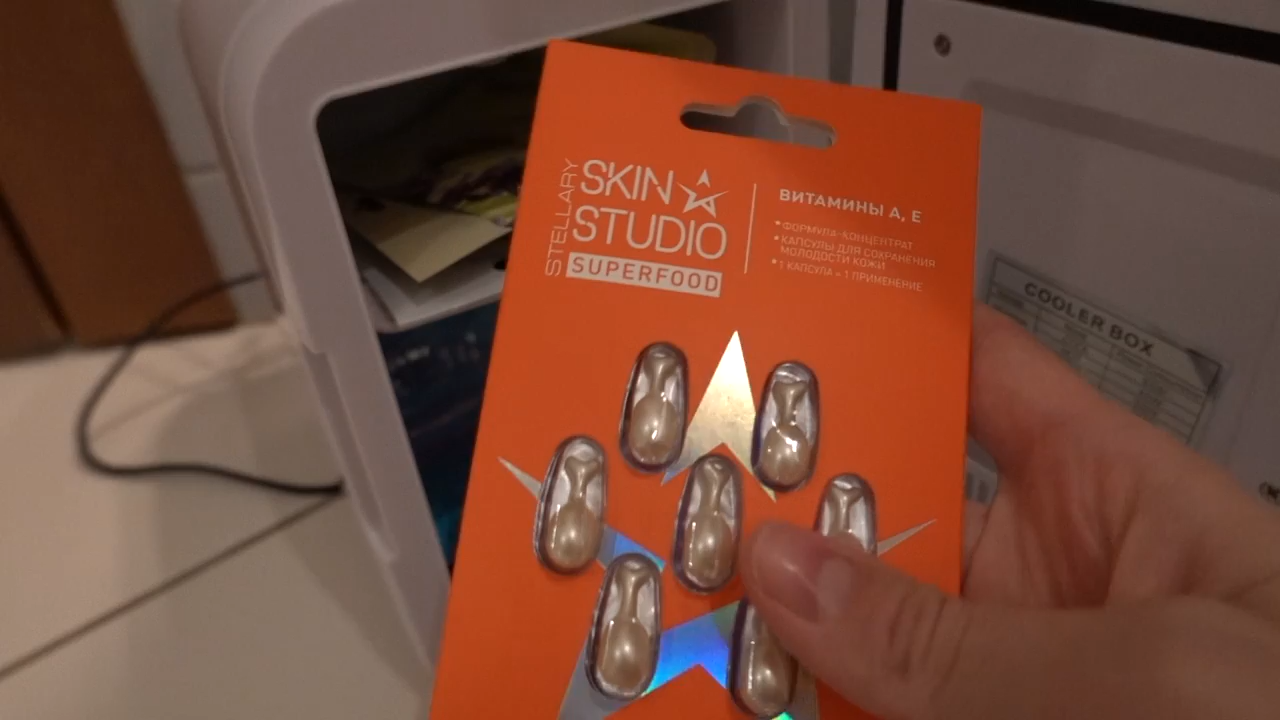 STELLARY
SKIN
STUDIO
SUPERFOOD
ВИТАМИНЫ А, Е
• ФОРМУЛА-КОНЦЕНТРАТ
• КАПСУЛЫ ДЛЯ СОХРАНЕНИЯ
МОЛОДОСТИ КОЖИ
• 1 КАПСУЛА = 1 ПРИМЕНЕНИЕ
COOLER BOX